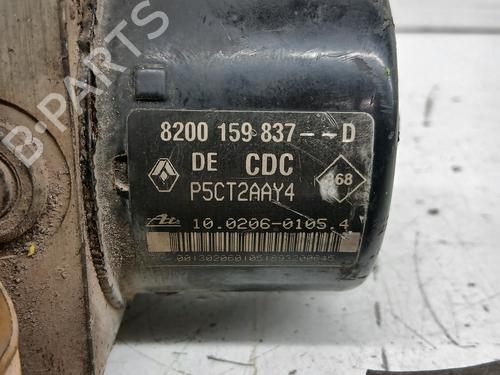 B-PARTS
8200 159 837--D
DE CDC
P5CT2AAY4
68
10.0206-0105.4